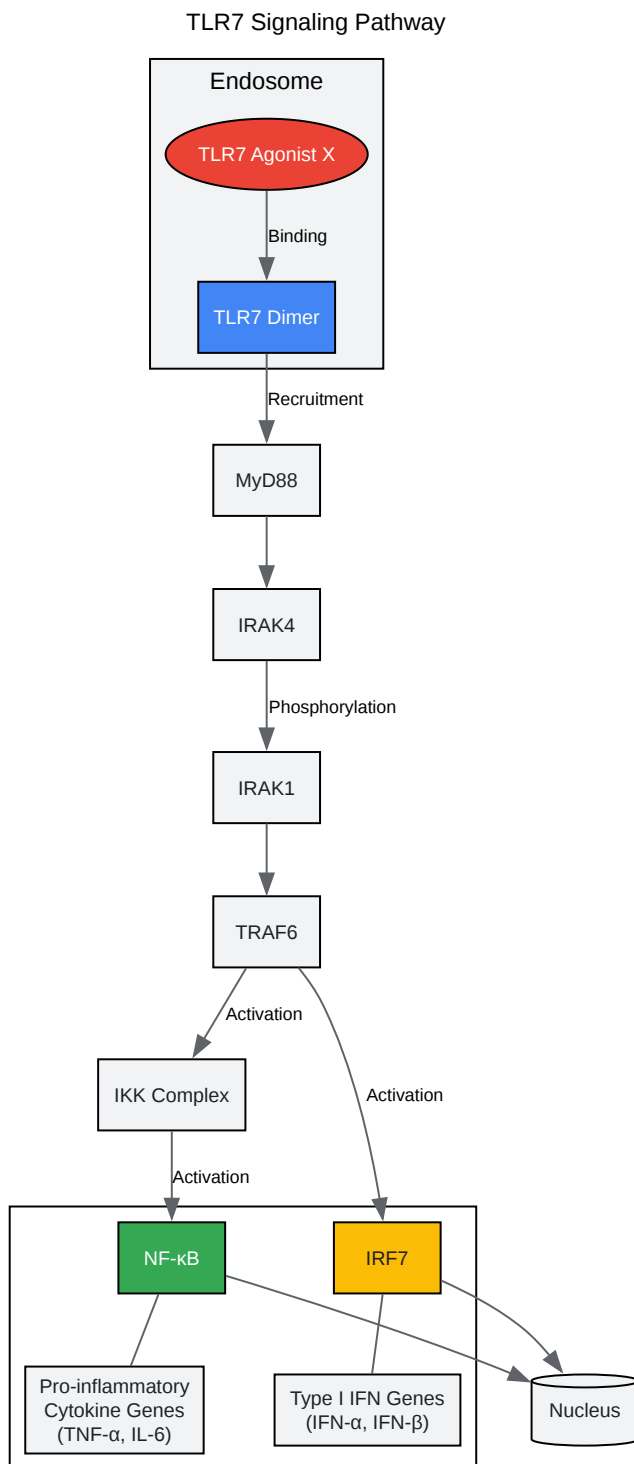 TLR7 Signaling Pathway
Endosome
TLR7 Agonist X
Binding
TLR7 Dimer
Recruitment
MyD88
IRAK4
Phosphorylation
IRAK1
TRAF6
Activation
IKK Complex
Activation
Activation
NF-κB
IRF7
Pro-inflammatory
Cytokine Genes
(TNF-α, IL-6)
Type I IFN Genes
(IFN-α, IFN-β)
Nucleus